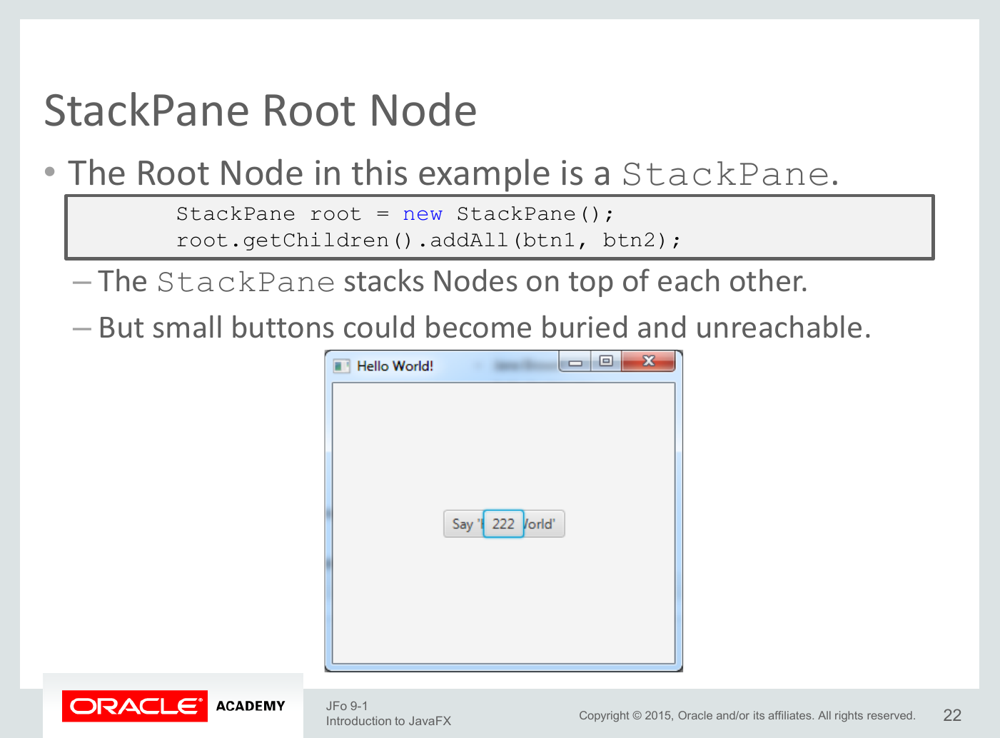 StackPane Root Node
• The Root Node in this example is a StackPane.
StackPane root = new StackPane();
root.getChildren().addAll(btn1, btn2);
– The StackPane stacks Nodes on top of each other.
– But small buttons could become buried and unreachable.
Hello World!
Say ' 222 orld'
ORACLE ACADEMY
JFo 9-1
Introduction to JavaFX
Copyright © 2015, Oracle and/or its affiliates. All rights reserved.
22